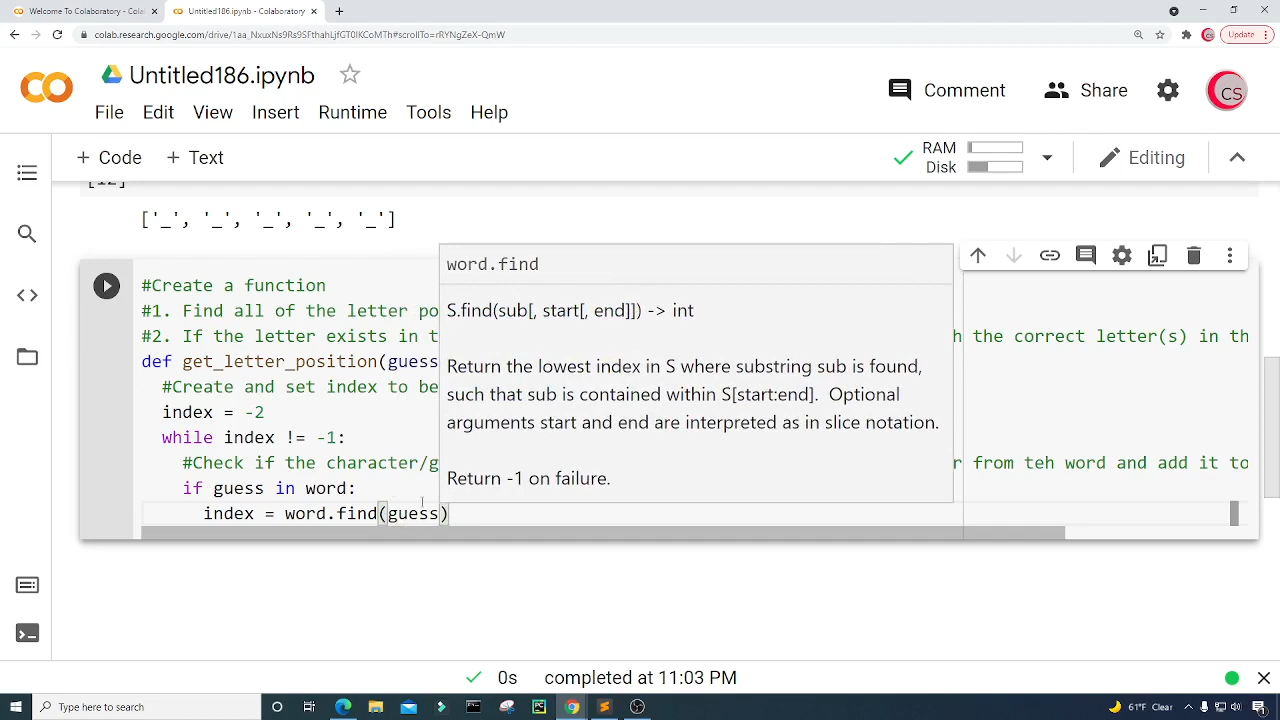 Welcome To Colaboratory - Colal
Untitled186.ipynb - Colaboratory
colab.research.google.com/drive/1aa_NxuxNs9Rs9SFthahLjfGT0IKCoMTh#scrollTo=rRYNgZeX-QmW
Update
Untitled186.ipynb
File Edit View Insert Runtime Tools Help
Comment
Share
CS
+ Code + Text
RAM
Disk
Editing
[12]
['_', '_', '_', '_', '_']
#Create a function
#1. Find all of the letter po
#2. If the letter exists in t h the correct letter(s) in th
def get_letter_position(guess
#Create and set index to be
index = -2
while index != -1:
#Check if the character/g r from teh word and add it to
if guess in word:
index = word.find(guess)
word.find
S.find(sub[, start[, end]]) -> int
Return the lowest index in S where substring sub is found,
such that sub is contained within S[start:end]. Optional
arguments start and end are interpreted as in slice notation.
Return -1 on failure.
0s completed at 11:03 PM
Type here to search
61°F Clear